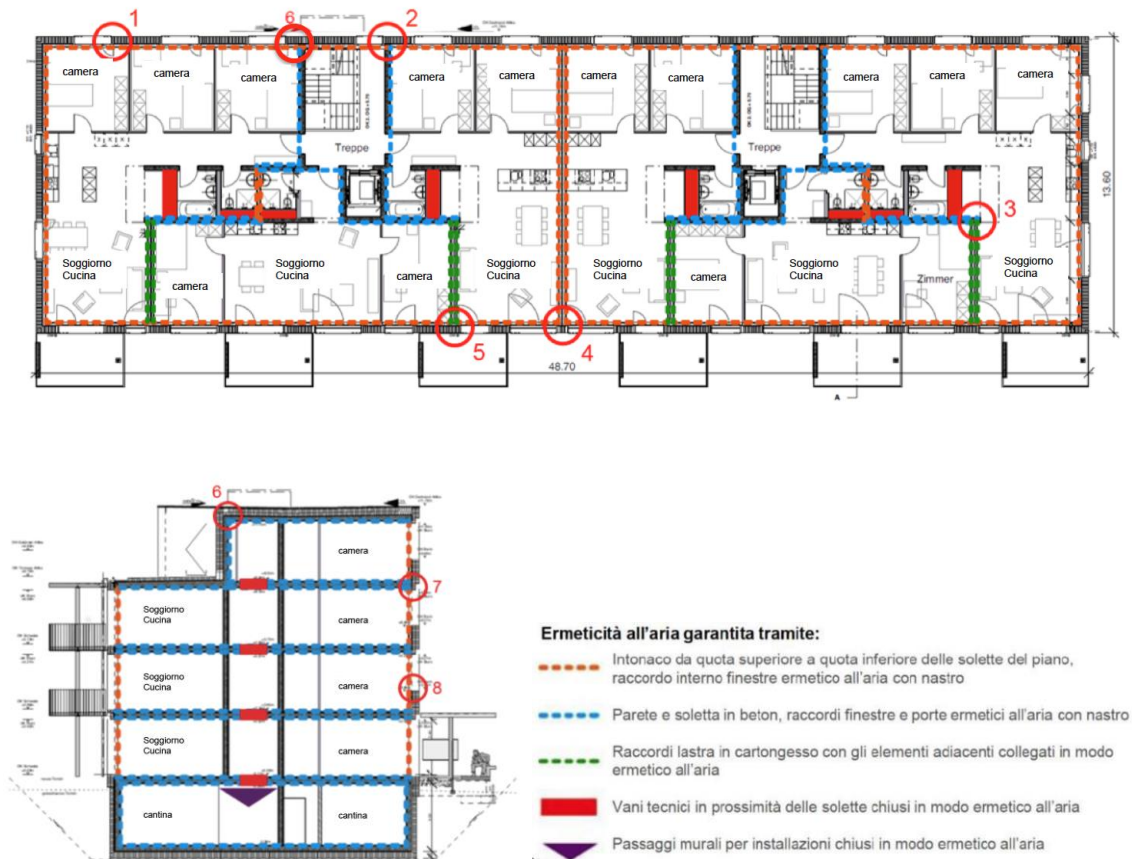 1
6
2
camera
camera
camera
camera
camera
camera
camera
camera
camera
camera
Treppe
Treppe
13.60
3
Soggiorno
Cucina
camera
Soggiorno
Cucina
camera
Soggiorno
Cucina
Soggiorno
Cucina
camera
Soggiorno
Cucina
Zimmer
Soggiorno
Cucina
5
4
48.70
A
6
camera
7
Soggiorno
Cucina
camera
Soggiorno
Cucina
camera
8
Soggiorno
Cucina
camera
cantina
cantina
Ermeticità all'aria garantita tramite:
Intonaco da quota superiore a quota inferiore delle solette del piano,
raccordo interno finestre ermetico all'aria con nastro
Parete e soletta in beton, raccordi finestre e porte ermetici all'aria con nastro
Raccordi lastra in cartongesso con gli elementi adiacenti collegati in modo
ermetico all'aria
Vani tecnici in prossimità delle solette chiusi in modo ermetico all'aria
Passaggi murali per installazioni chiusi in modo ermetico all'aria